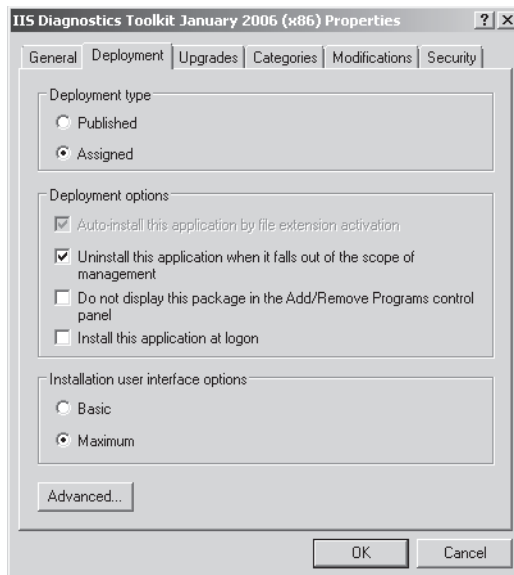 IIS Diagnostics Toolkit January 2006 (x86) Properties
General Deployment Upgrades Categories Modifications Security
Deployment type
Published
Assigned
Deployment options
Auto-install this application by file extension activation
Uninstall this application when it falls out of the scope of
management
Do not display this package in the Add/Remove Programs control
panel
Install this application at logon
Installation user interface options
Basic
Maximum
Advanced...
OK Cancel